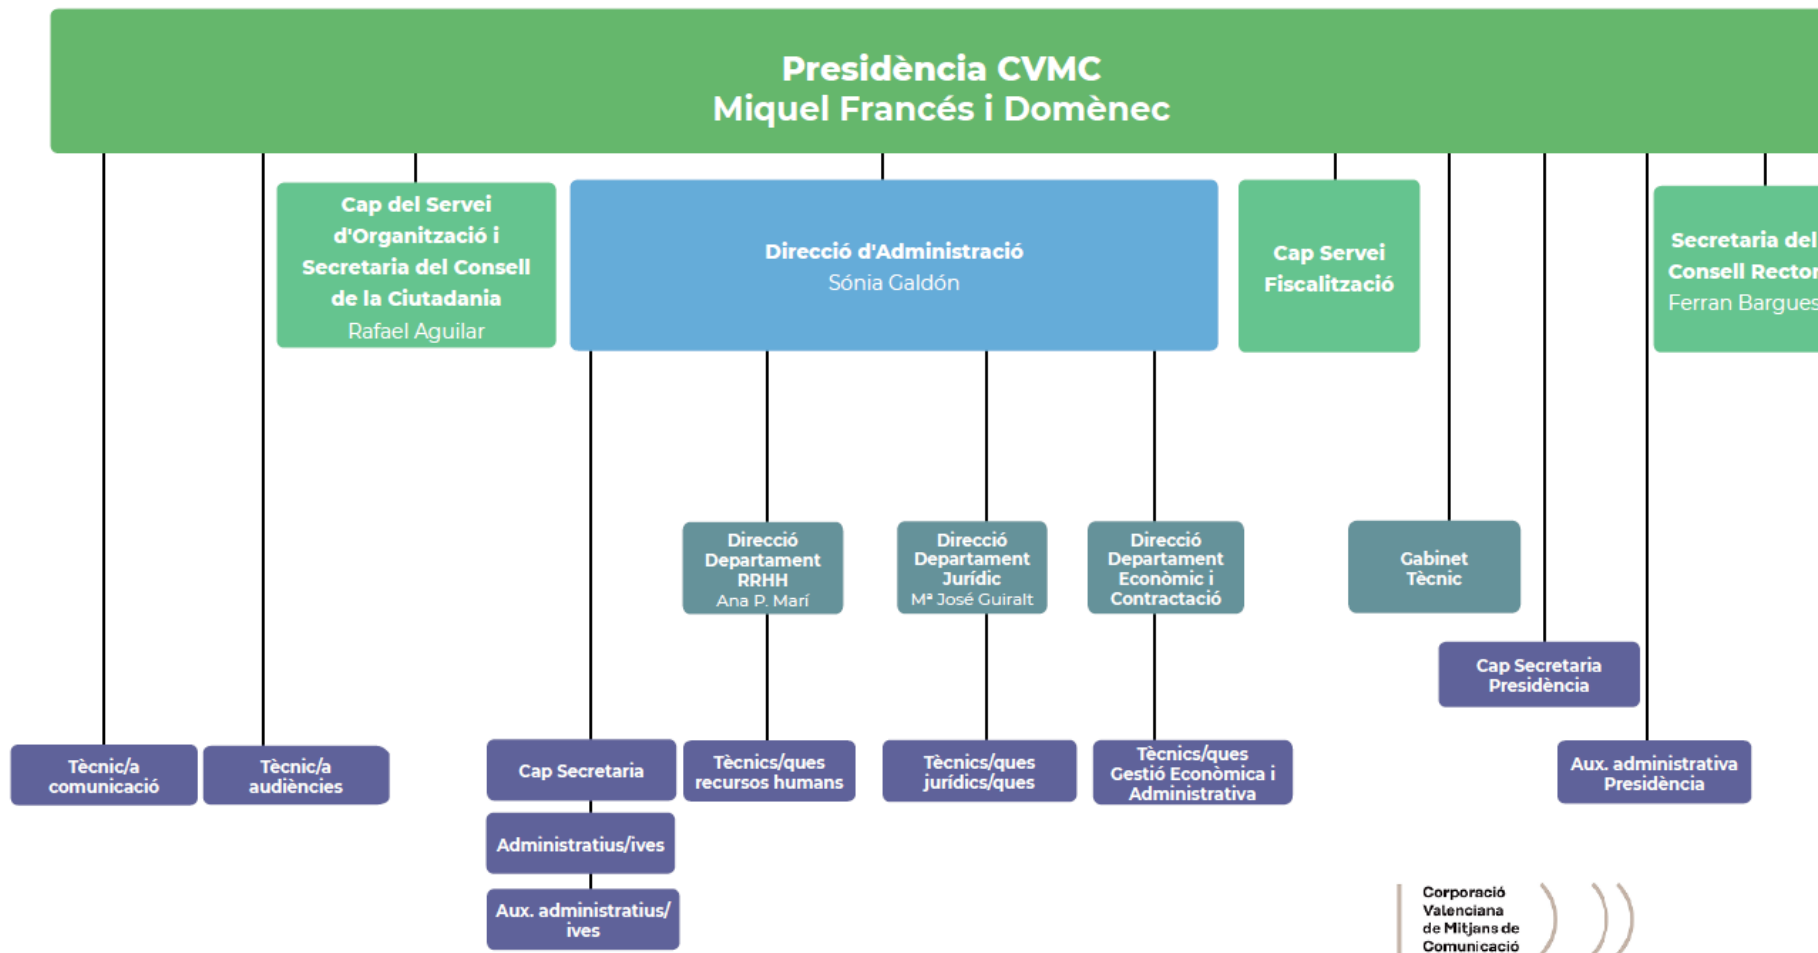 Presidència CVMC
Miquel Francés i Domènec
Cap del Servei
d'Organització i
Secretaria del Consell
de la Ciutadania
Rafael Aguilar
Direcció d'Administració
Sónia Galdón
Cap Servei
Fiscalització
Secretaria del
Consell Rector
Ferran Bargues
Direcció
Departament
RRHH
Ana P. Marí
Direcció
Departament
Jurídic
Mª José Guiralt
Direcció
Departament
Econòmic i
Contractació
Gabinet
Tècnic
Cap Secretaria
Presidència
Tècnic/a
comunicació
Tècnic/a
audiències
Cap Secretaria
Tècnics/ques
recursos humans
Tècnics/ques
jurídics/ques
Tècnics/ques
Gestió Econòmica i
Administrativa
Aux. administrativa
Presidència
Administratius/ives
Aux. administratius/
ives
Corporació
Valenciana
de Mitjans de
Comunicació